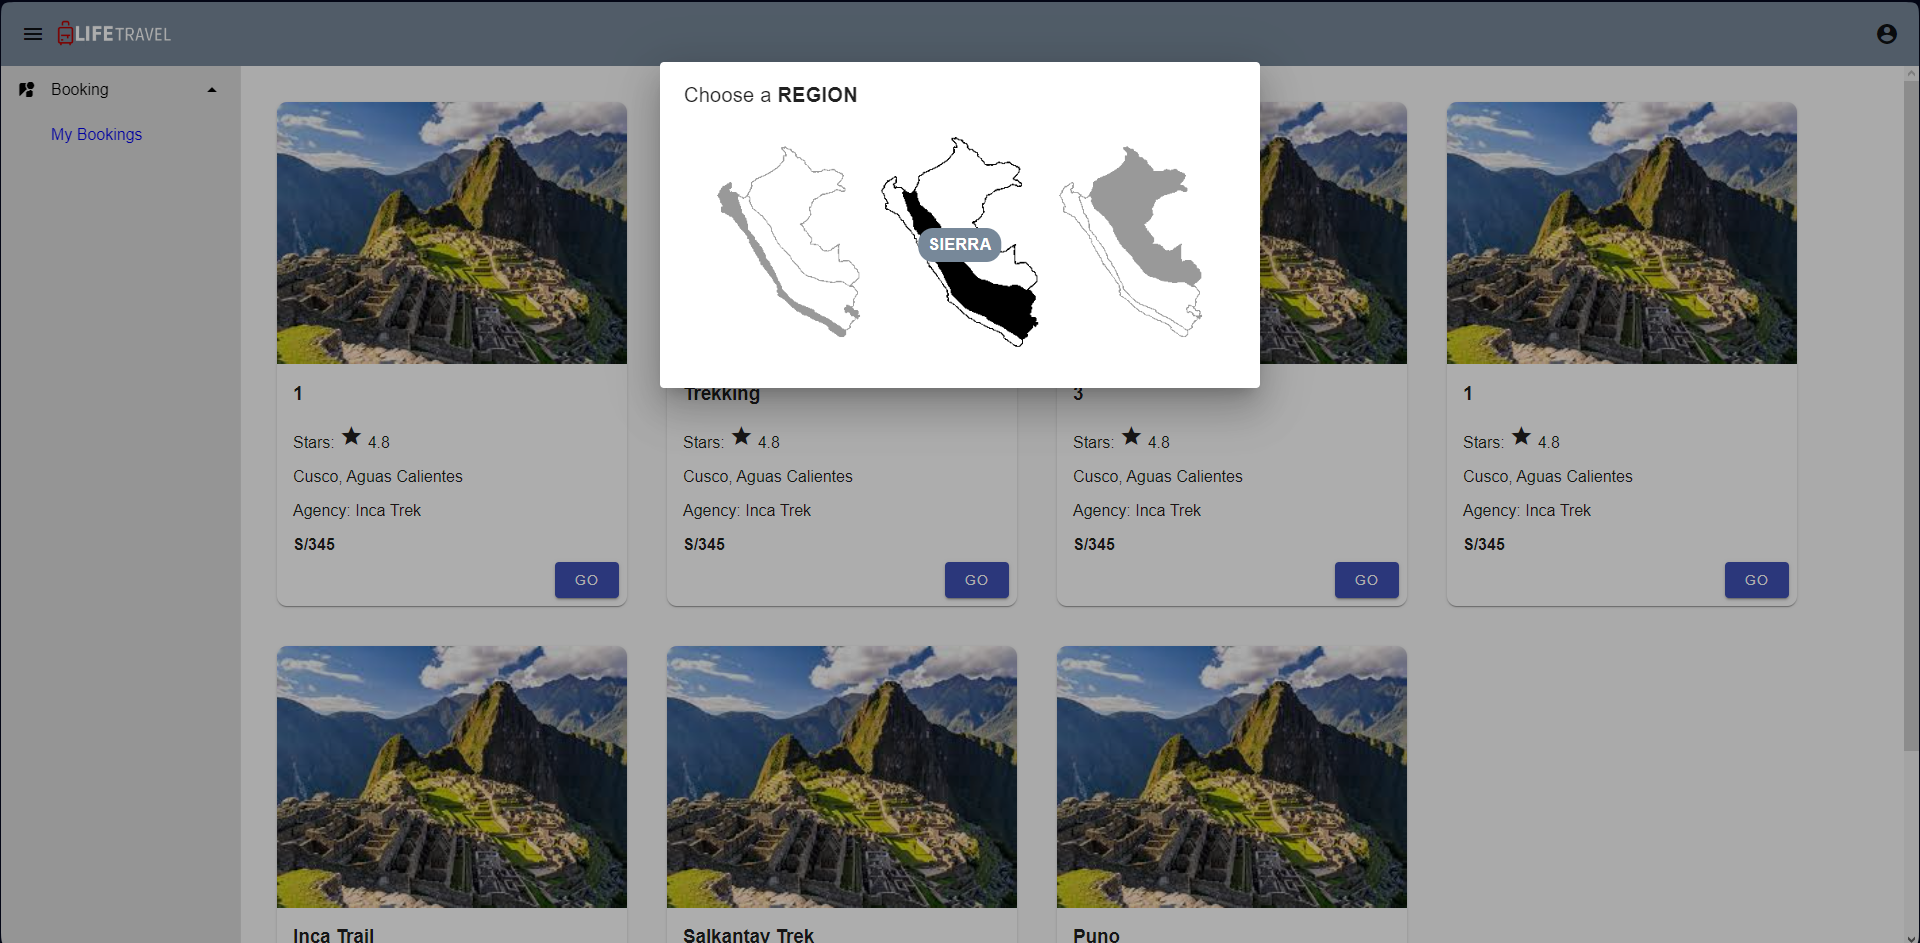 LIFETRAVEL
Booking
My Bookings
Choose a REGION
SIERRA
1
Stars: 4.8
Cusco, Aguas Calientes
Agency: Inca Trek
S/345
GO
Trekking
Stars: 4.8
Cusco, Aguas Calientes
Agency: Inca Trek
S/345
GO
3
Stars: 4.8
Cusco, Aguas Calientes
Agency: Inca Trek
S/345
GO
1
Stars: 4.8
Cusco, Aguas Calientes
Agency: Inca Trek
S/345
GO
Inca Trail
Salkantay Trek
Puno